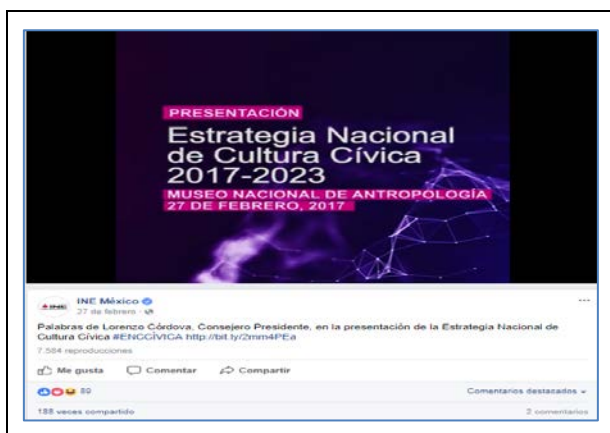 PRESENTACIÓN
Estrategia Nacional
de Cultura Cívica
2017-2023
MUSEO NACIONAL DE ANTROPOLOGÍA
27 DE FEBRERO, 2017
INE
INE México
27 de febrero
Palabras de Lorenzo Córdova, Consejero Presidente, en la presentación de la Estrategia Nacional de
Cultura Cívica #ENCCÍVICA http://bit.ly/2mm4PEa
7.584 reproducciones
Me gusta Comentar Compartir
89 Comentarios destacados
188 veces compartido 2 comentarios